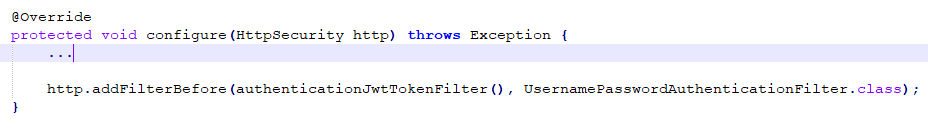 @Override
protected void configure(HttpSecurity http) throws Exception {
...
http.addFilterBefore(authenticationJwtTokenFilter(), UsernamePasswordAuthenticationFilter.class);
}